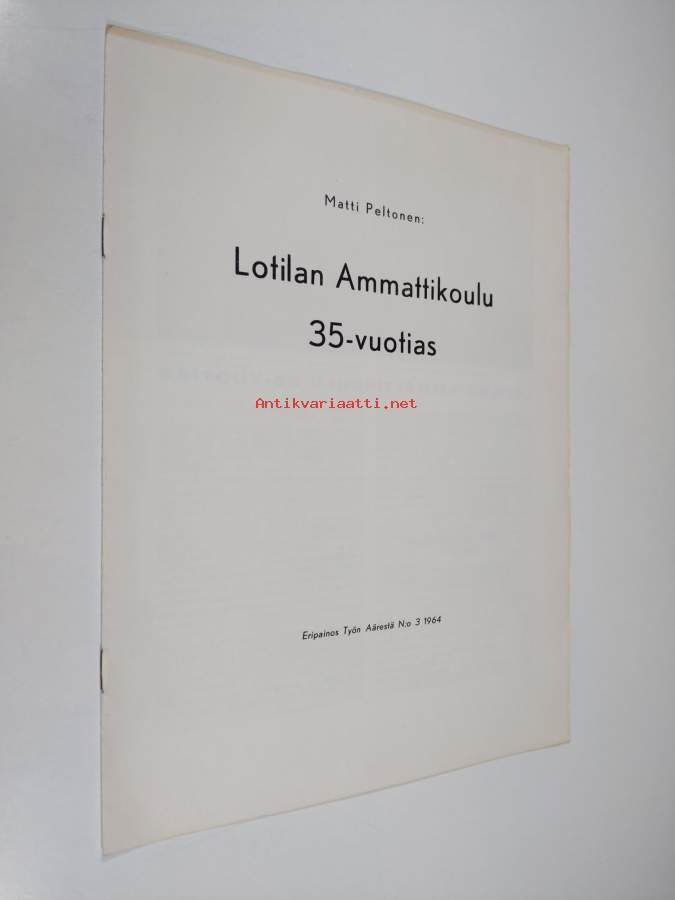 Matti Peltonen:
Lotilan Ammattikoulu
35-vuotias
Antikvariaatti.net
Eripainos Työn Äärestä N:o 3 1964